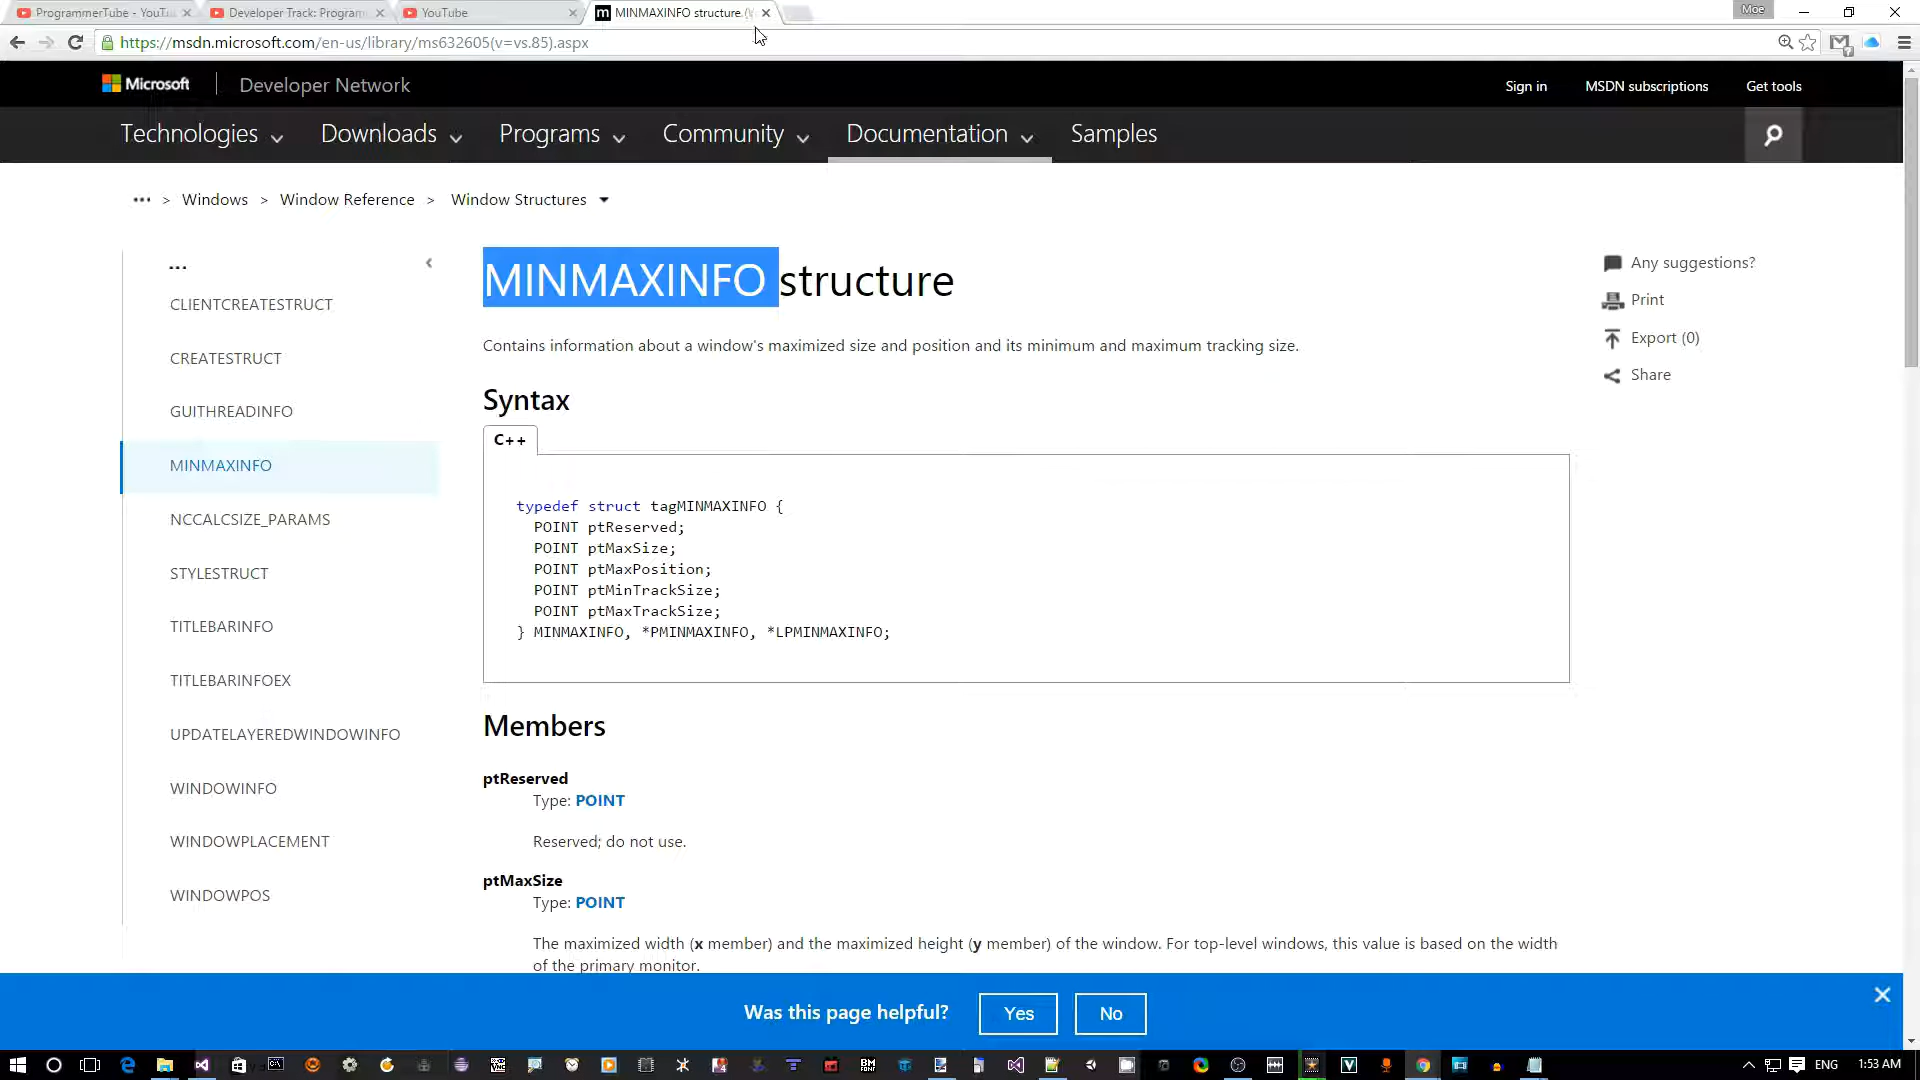 ProgrammerTube - YouTu
Developer Track: Program
YouTube
MINMAXINFO structure (
Moe
https://msdn.microsoft.com/en-us/library/ms632605(v=vs.85).aspx
Microsoft
Developer Network
Sign in
MSDN subscriptions
Get tools
Technologies
Downloads
Programs
Community
Documentation
Samples
... > Windows > Window Reference > Window Structures
...
CLIENTCREATESTRUCT
CREATESTRUCT
GUITHREADINFO
MINMAXINFO
NCCALCSIZE_PARAMS
STYLESTRUCT
TITLEBARINFO
TITLEBARINFOEX
UPDATELAYEREDWINDOWINFO
WINDOWINFO
WINDOWPLACEMENT
WINDOWPOS
MINMAXINFO structure
Contains information about a window's maximized size and position and its minimum and maximum tracking size.
Syntax
C++
typedef struct tagMINMAXINFO {
POINT ptReserved;
POINT ptMaxSize;
POINT ptMaxPosition;
POINT ptMinTrackSize;
POINT ptMaxTrackSize;
} MINMAXINFO, *PMINMAXINFO, *LPMINMAXINFO;
Members
ptReserved
Type: POINT
Reserved; do not use.
ptMaxSize
Type: POINT
The maximized width (x member) and the maximized height (y member) of the window. For top-level windows, this value is based on the width
of the primary monitor.
Any suggestions?
Print
Export (0)
Share
Was this page helpful?
Yes
No
ENG
1:53 AM